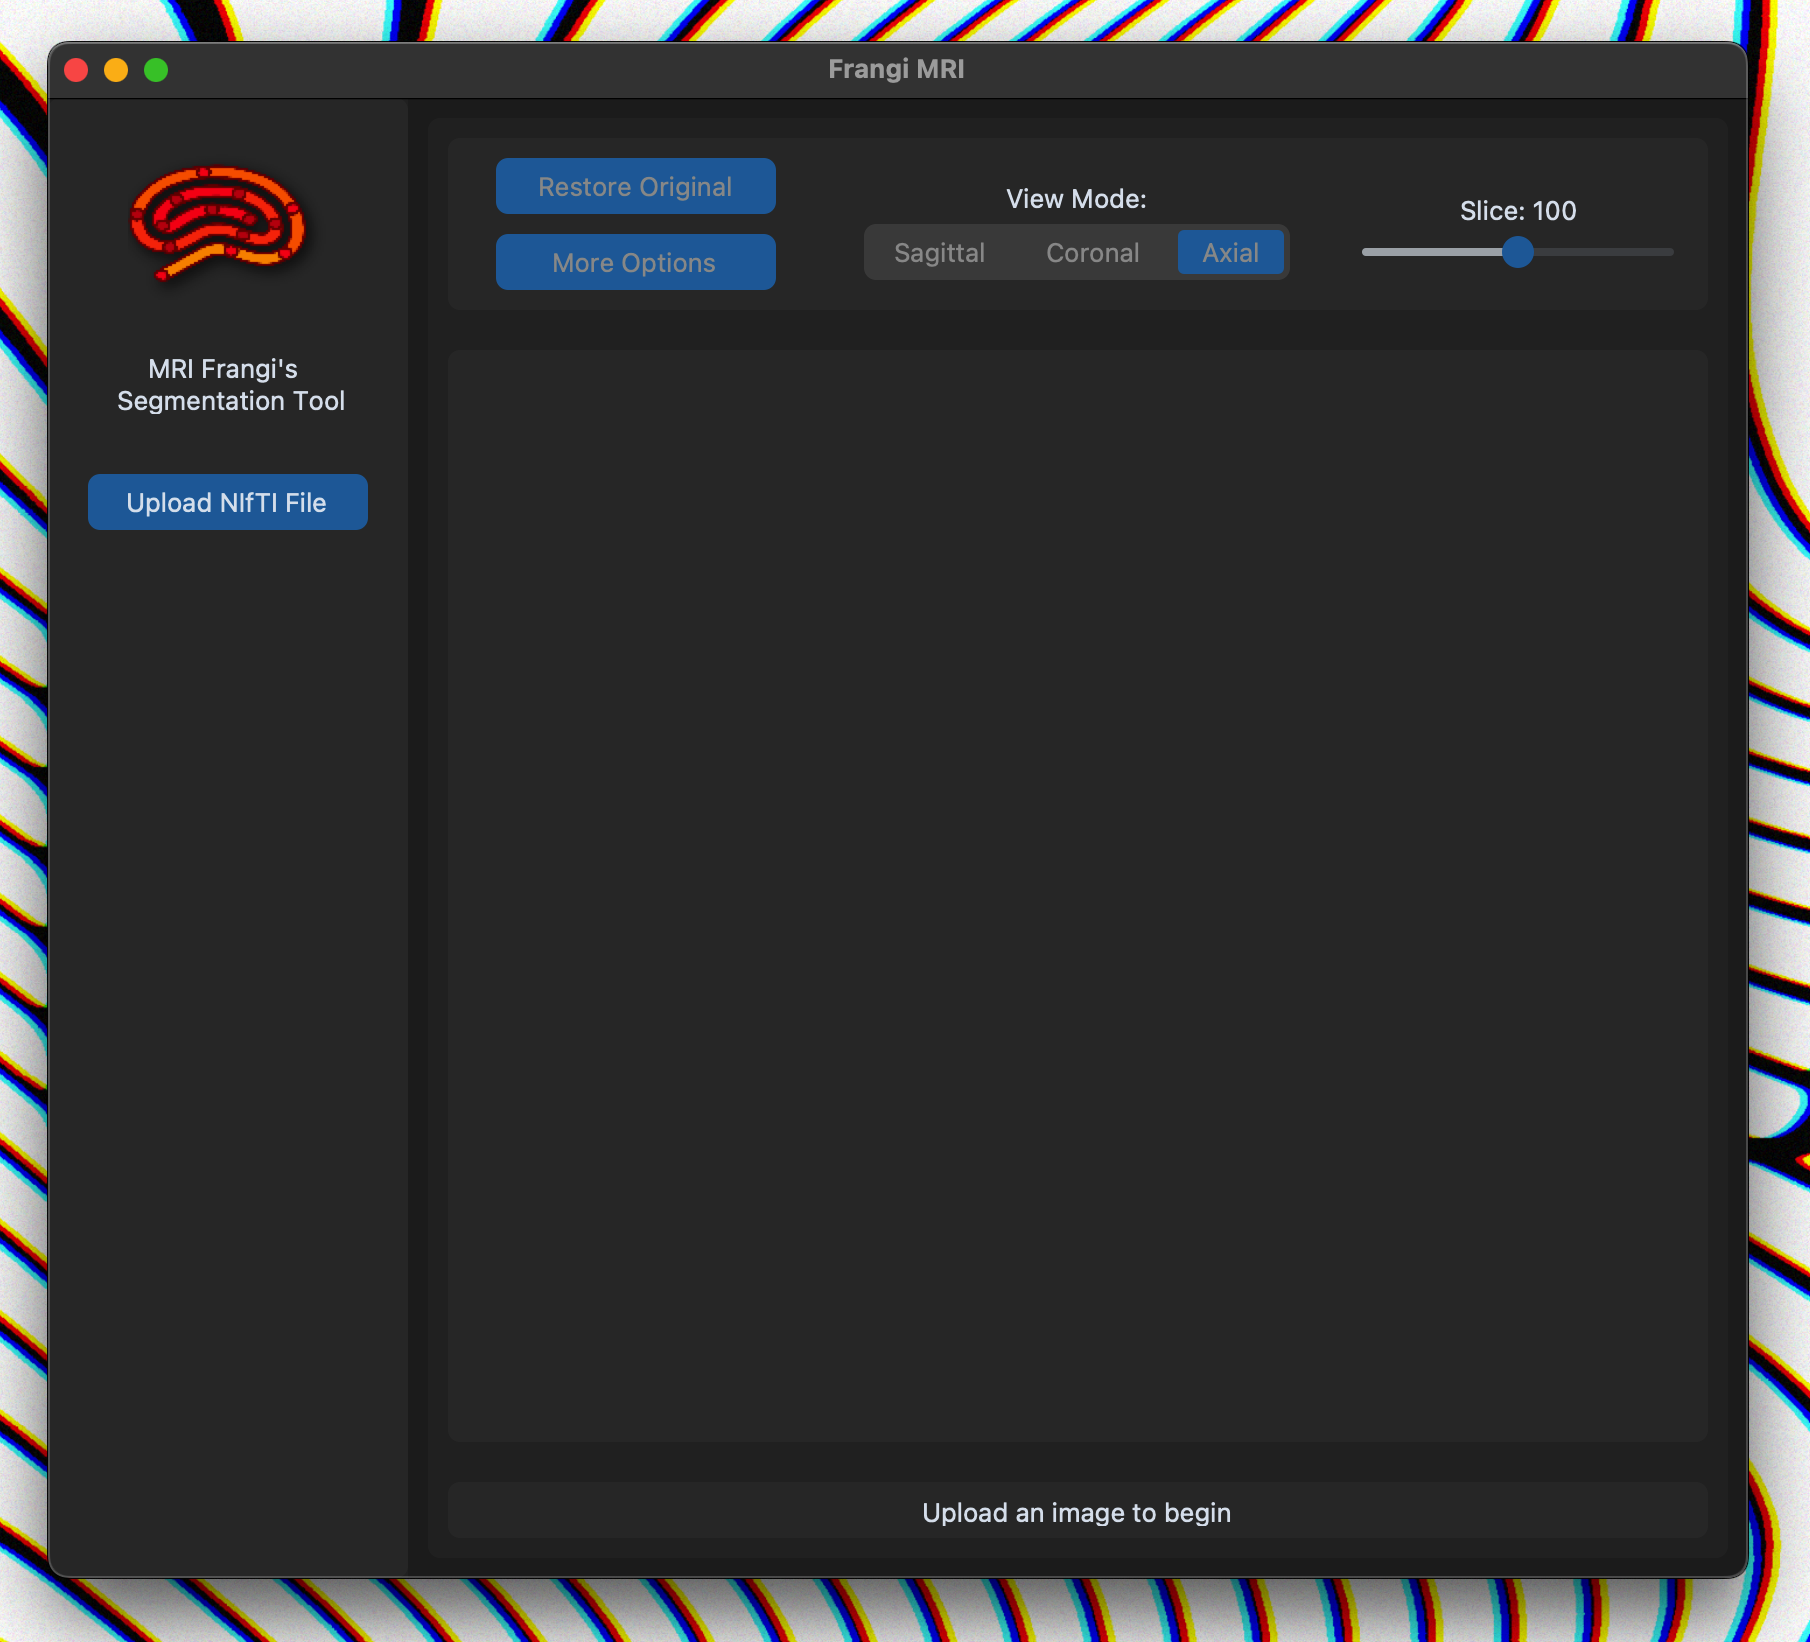 Frangi MRI
MRI Frangi's
Segmentation Tool
Upload NIfTI File
Restore Original
More Options
View Mode:
Sagittal Coronal Axial
Slice: 100
Upload an image to begin